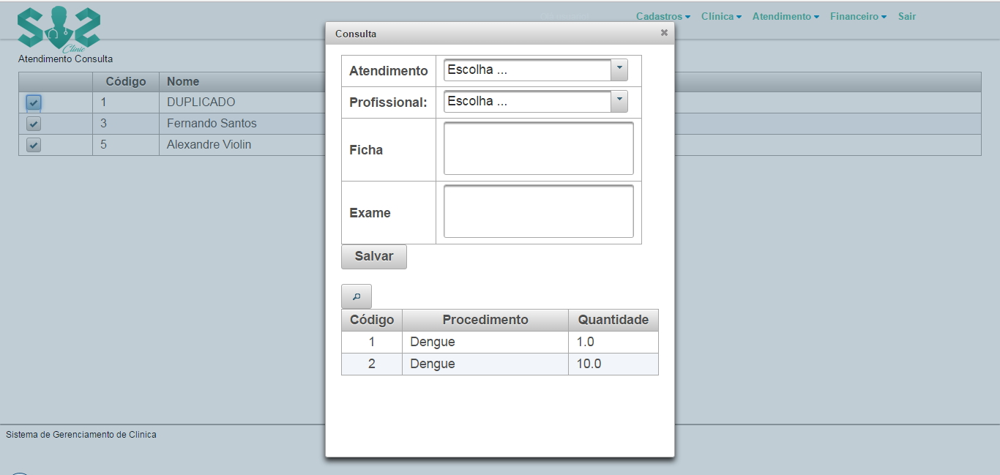 Cadastros Clínica Atendimento Financeiro Sair
SiS
Clinic
Atendimento Consulta
Código Nome
1 DUPLICADO
3 Fernando Santos
5 Alexandre Violin
Consulta
Atendimento Escolha ...
Profissional: Escolha ...
Ficha
Exame
Salvar
Código Procedimento Quantidade
1 Dengue 1.0
2 Dengue 10.0
Sistema de Gerenciamento de Clinica